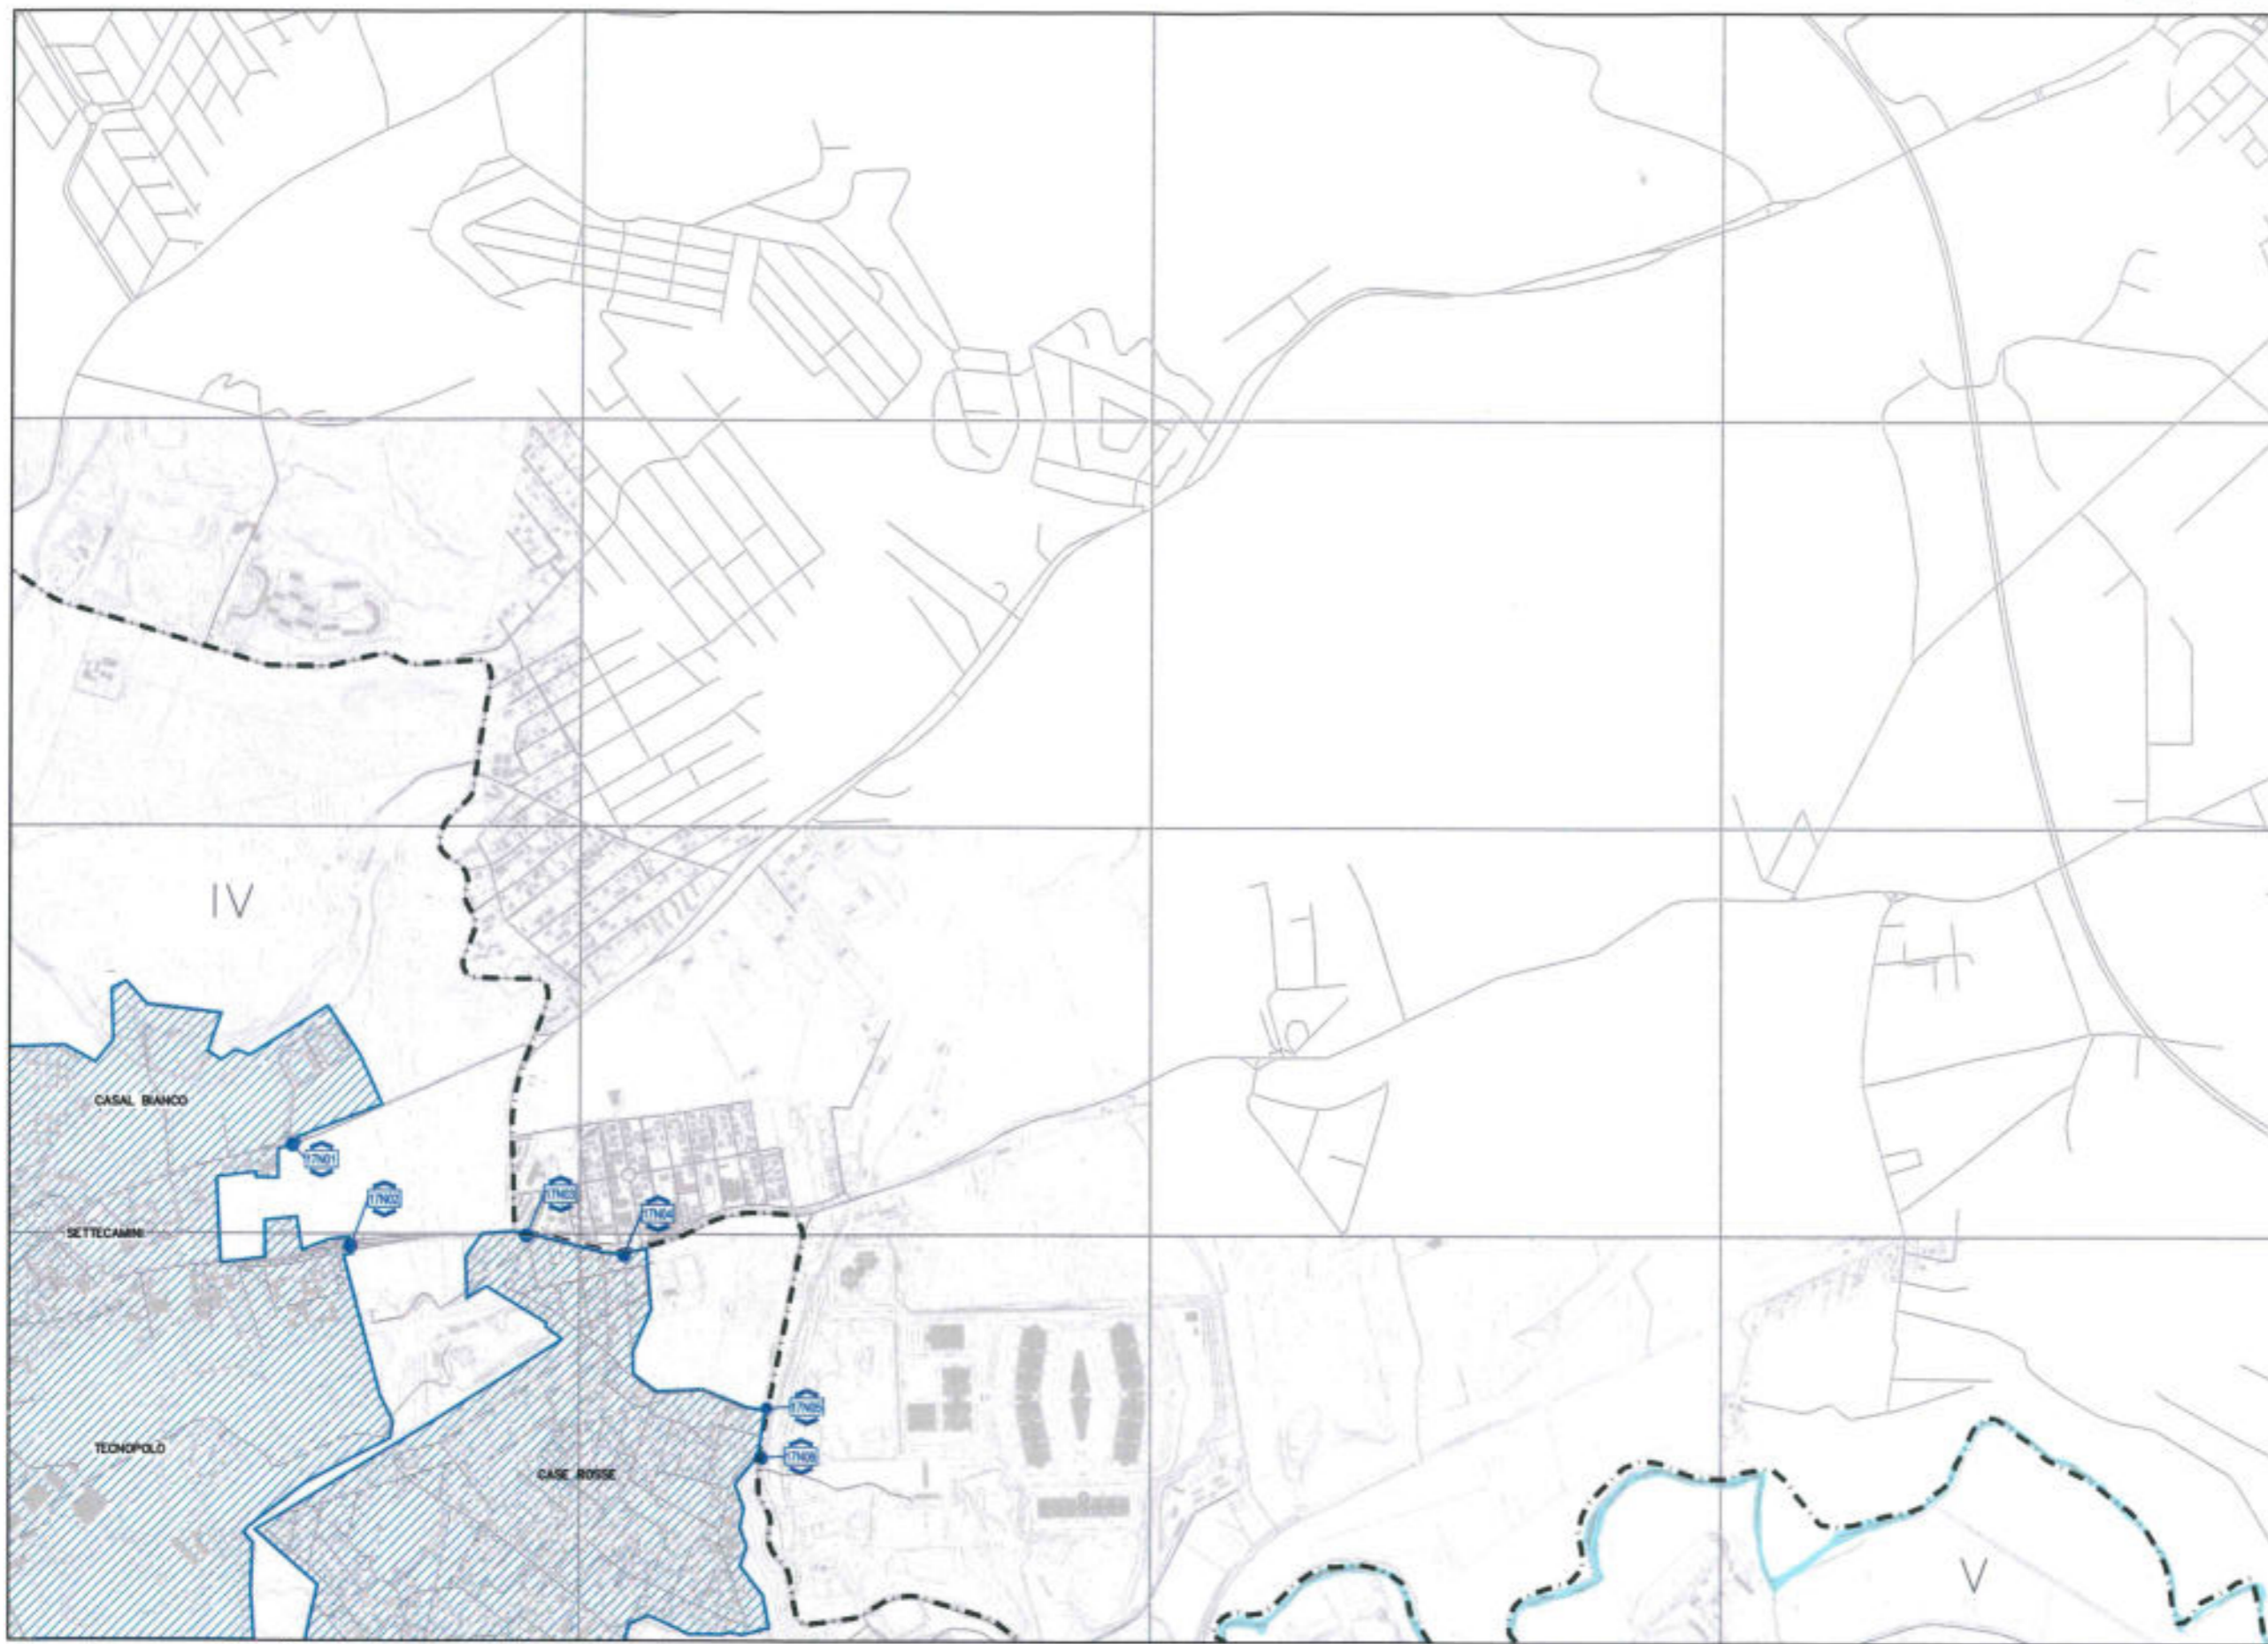 IV
CASAL BIANCO
17N01
17N02
17N03
17N04
SETTECAMINI
17N05
TECNOPOLO
17N06
CASE ROSSE
V